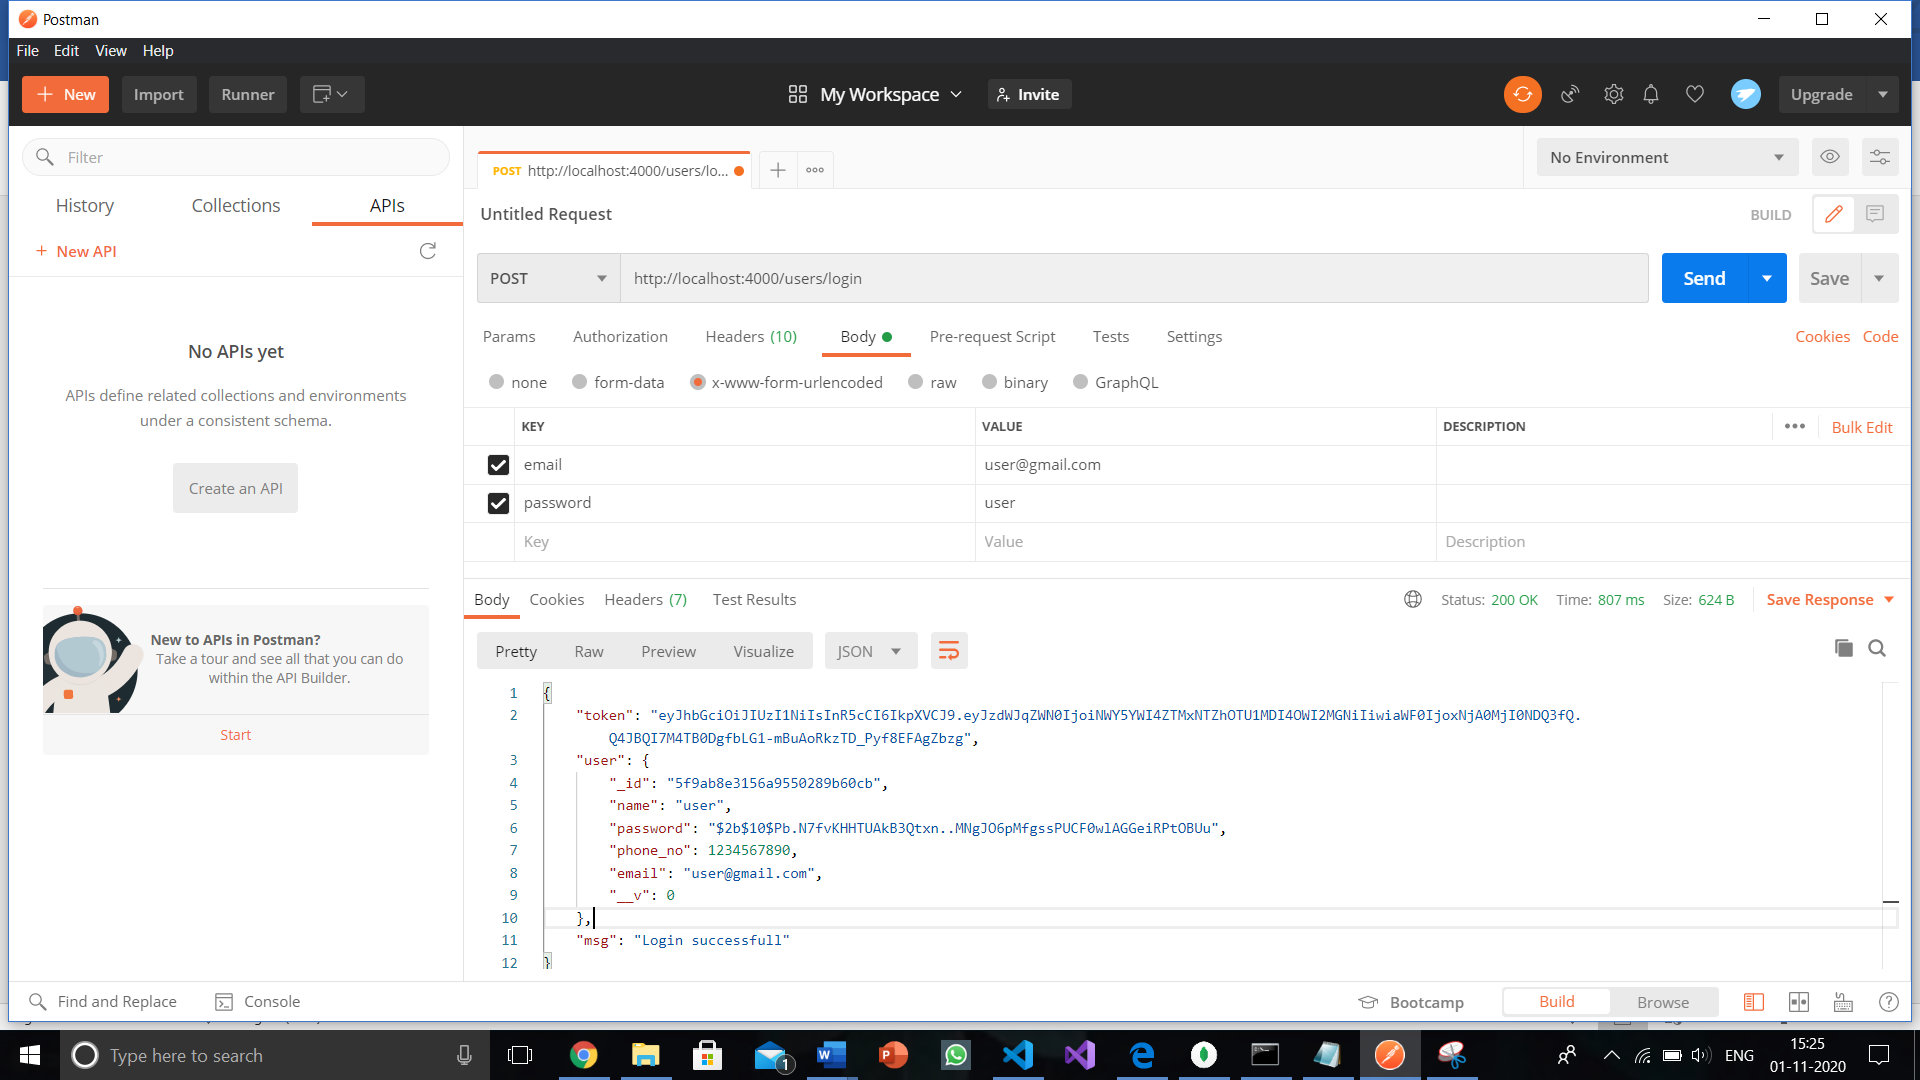 Postman
File Edit View Help
New Import Runner My Workspace Invite Upgrade
Filter
History Collections APIs
+ New API
No APIs yet
APIs define related collections and environments
under a consistent schema.
Create an API
New to APIs in Postman?
Take a tour and see all that you can do
within the API Builder.
Start
POST http://localhost:4000/users/lo...
No Environment
Untitled Request
BUILD
POST http://localhost:4000/users/login Send Save
Params Authorization Headers (10) Body Pre-request Script Tests Settings Cookies Code
none form-data x-www-form-urlencoded raw binary GraphQL
KEY VALUE DESCRIPTION Bulk Edit
email user@gmail.com
password user
Key Value Description
Body Cookies Headers (7) Test Results Status: 200 OK Time: 807 ms Size: 624 B Save Response
Pretty Raw Preview Visualize JSON
1 {
2 "token": "eyJhbGciOiJIUzI1NiIsInR5cCI6IkpXVCJ9.eyJzdWJqZWN0IjoiNWY5YWI4ZTMxNTZhOTU1MDI4OWI2MGNiIiwiaWF0IjoxNjA0MjI0NDQ3fQ.
Q4JBQI7M4TB0DgfbLG1-mBuAoRkzTD_Pyf8EFAgZbzg",
3 "user": {
4 "_id": "5f9ab8e3156a9550289b60cb",
5 "name": "user",
6 "password": "$2b$10$Pb.N7fvKHHTUAkB3Qtxn..MNgJO6pMfgssPUCF0wlAGGeiRPtOBUu",
7 "phone_no": 1234567890,
8 "email": "user@gmail.com",
9 "__v": 0
10 },
11 "msg": "Login successfull"
12 }
Find and Replace Console Bootcamp Build Browse
Type here to search
1
ENG
15:25
01-11-2020